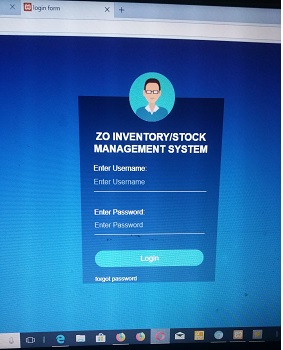 login form
ZO INVENTORY/STOCK
MANAGEMENT SYSTEM
Enter Username:
Enter Username
Enter Password:
Enter Password
Login
forgot password